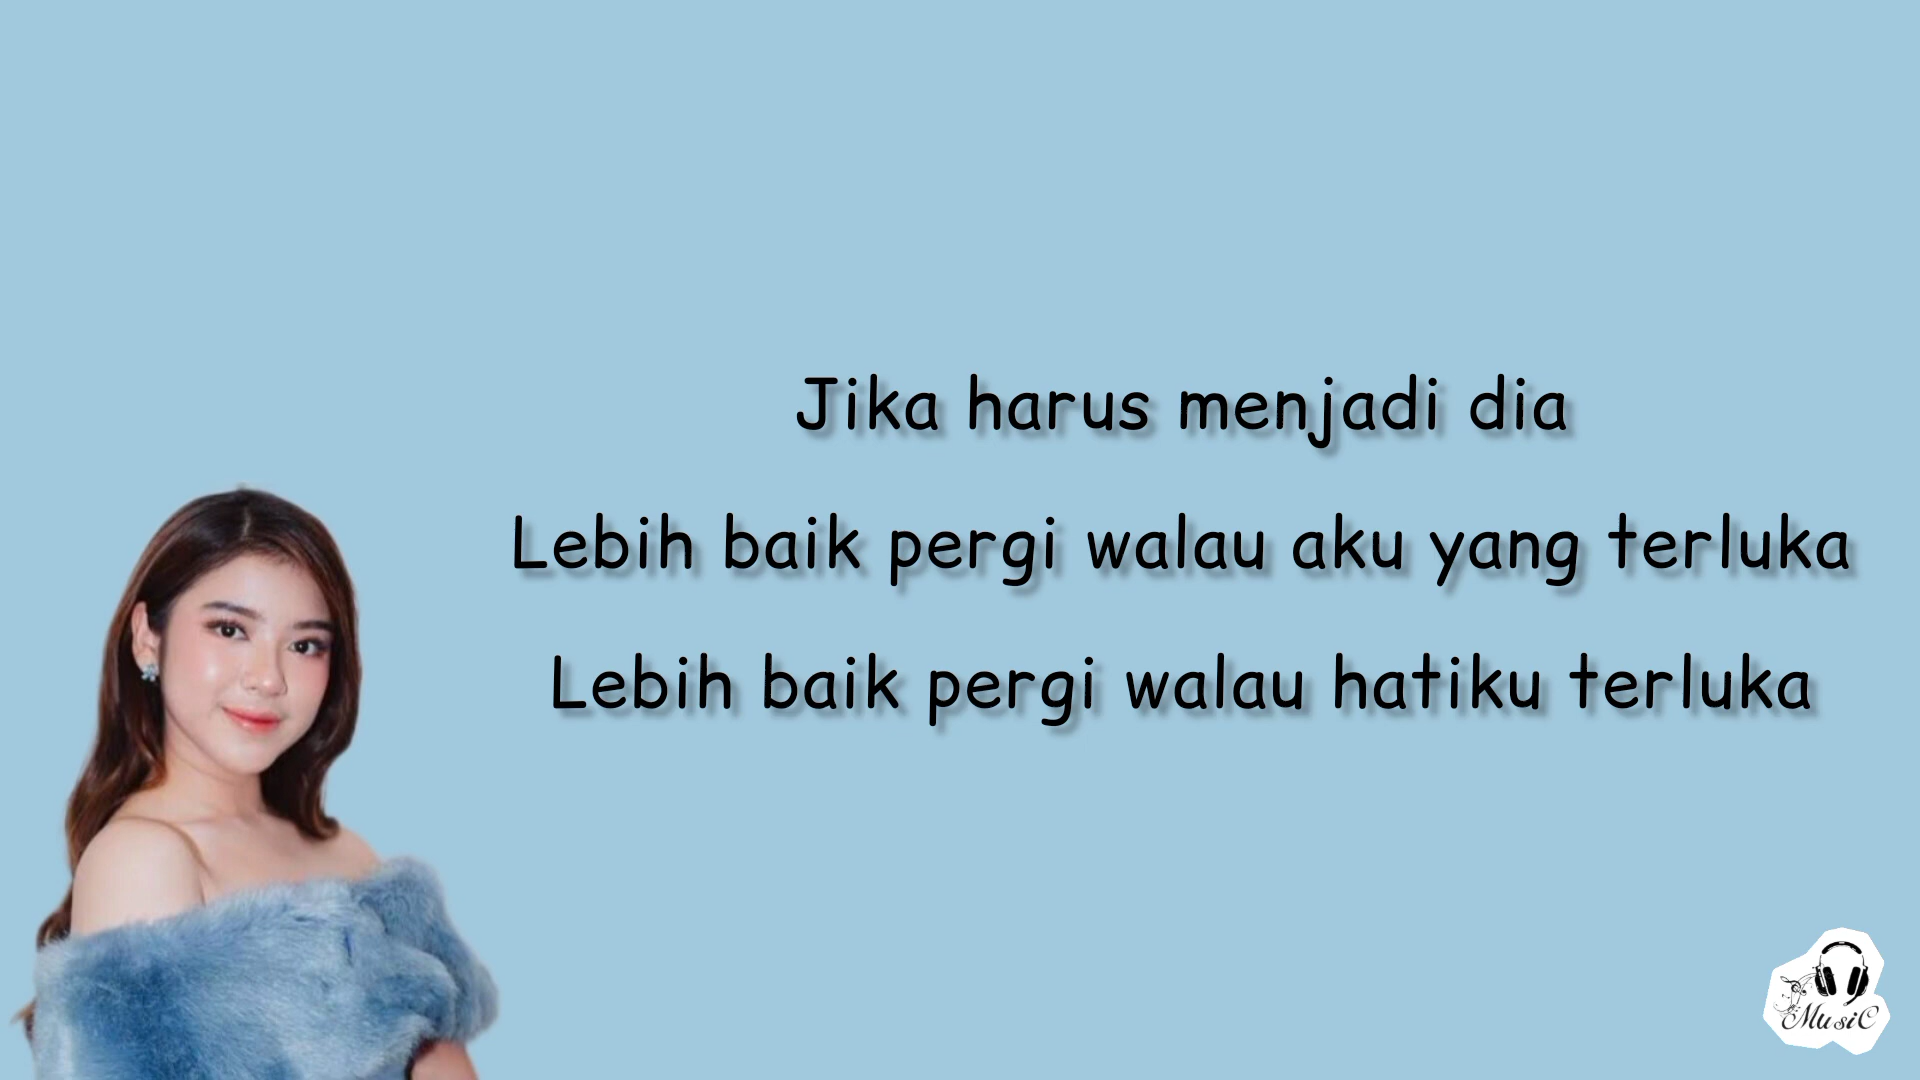 Jika harus menjadi dia
Lebih baik pergi walau aku yang terluka
Lebih baik pergi walau hatiku terluka
MusiC